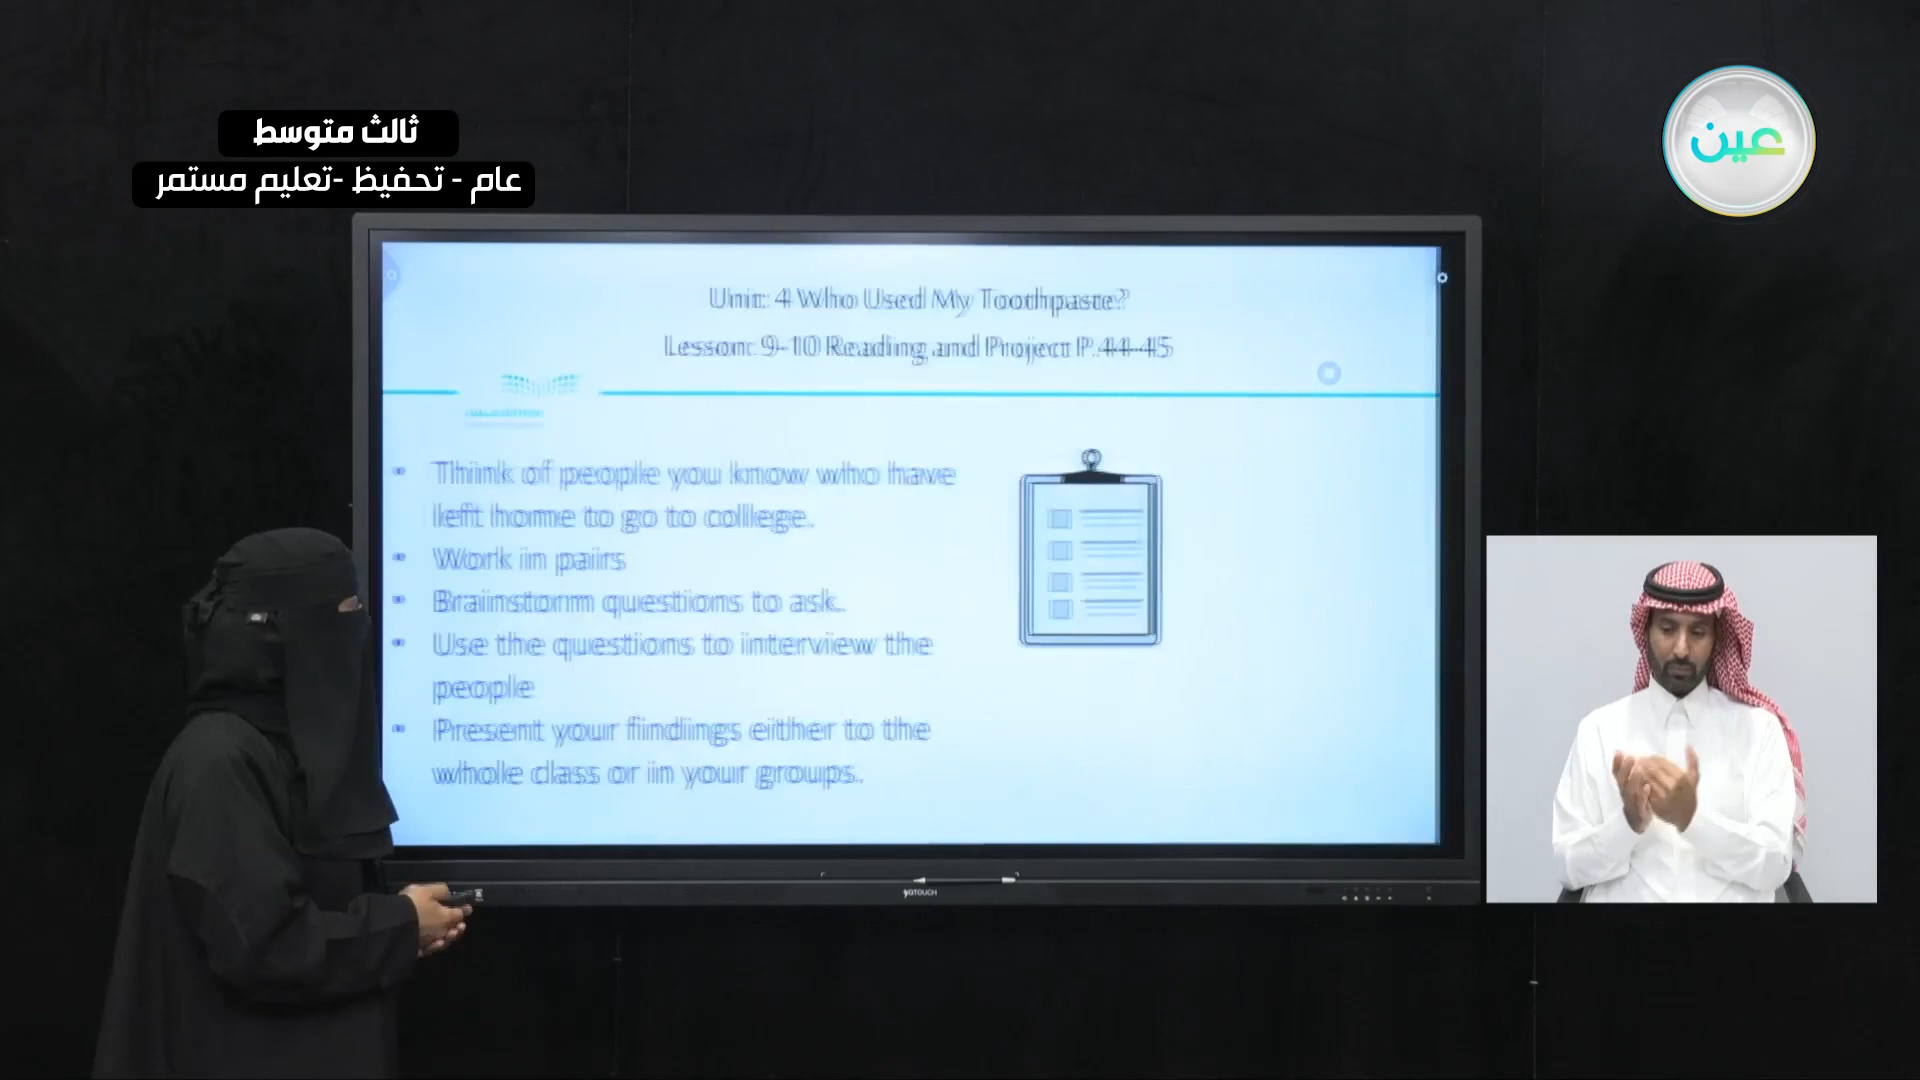 ثالث متوسط
عام - تحفيظ -تعليم مستمر
عين
Unit: 4 Who Used My Toothpaste?
Lesson: 9-10 Reading and Project P.44-45
• Think of people you know who have
left home to go to college.
• Work in pairs
• Brainstorm questions to ask.
• Use the questions to interview the
people
• Present your findings either to the
whole class or in your groups.